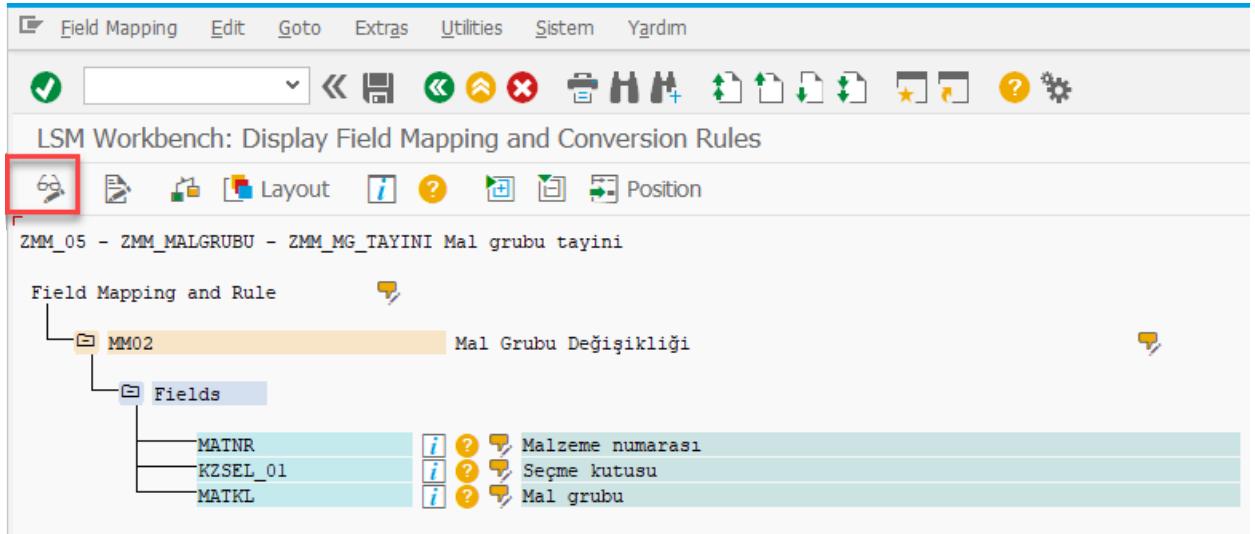 Field Mapping Edit Goto Extras Utilities Sistem Yardım
LSM Workbench: Display Field Mapping and Conversion Rules
Layout i ? Position
ZMM_05 - ZMM_MALGRUBU - ZMM_MG_TAYINI Mal grubu tayini
Field Mapping and Rule
MM02 Mal Grubu Değişikliği
Fields
MATNR i ? Malzeme numarası
KZSEL_01 i ? Seçme kutusu
MATKL i ? Mal grubu